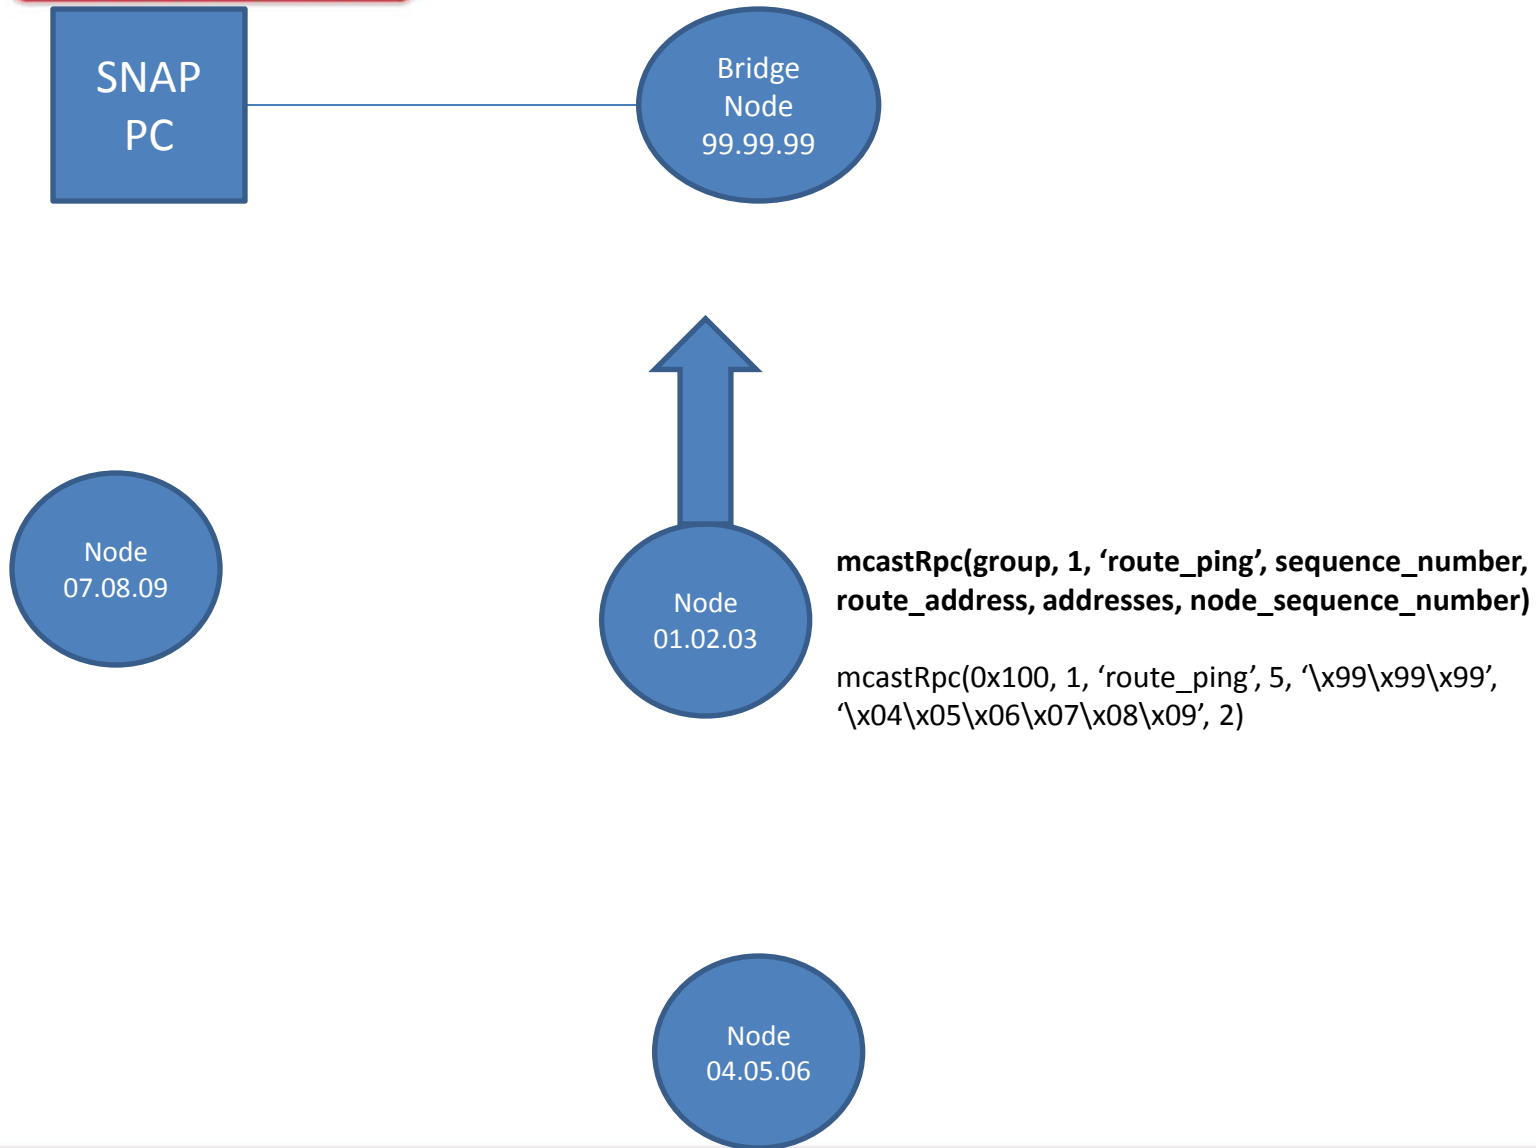 SNAP
PC
Bridge
Node
99.99.99
Node
07.08.09
Node
01.02.03
mcastRpc(group, 1, ‘route_ping’, sequence_number,
route_address, addresses, node_sequence_number)
mcastRpc(0x100, 1, ‘route_ping’, 5, ‘\x99\x99\x99’,
‘\x04\x05\x06\x07\x08\x09’, 2)
Node
04.05.06